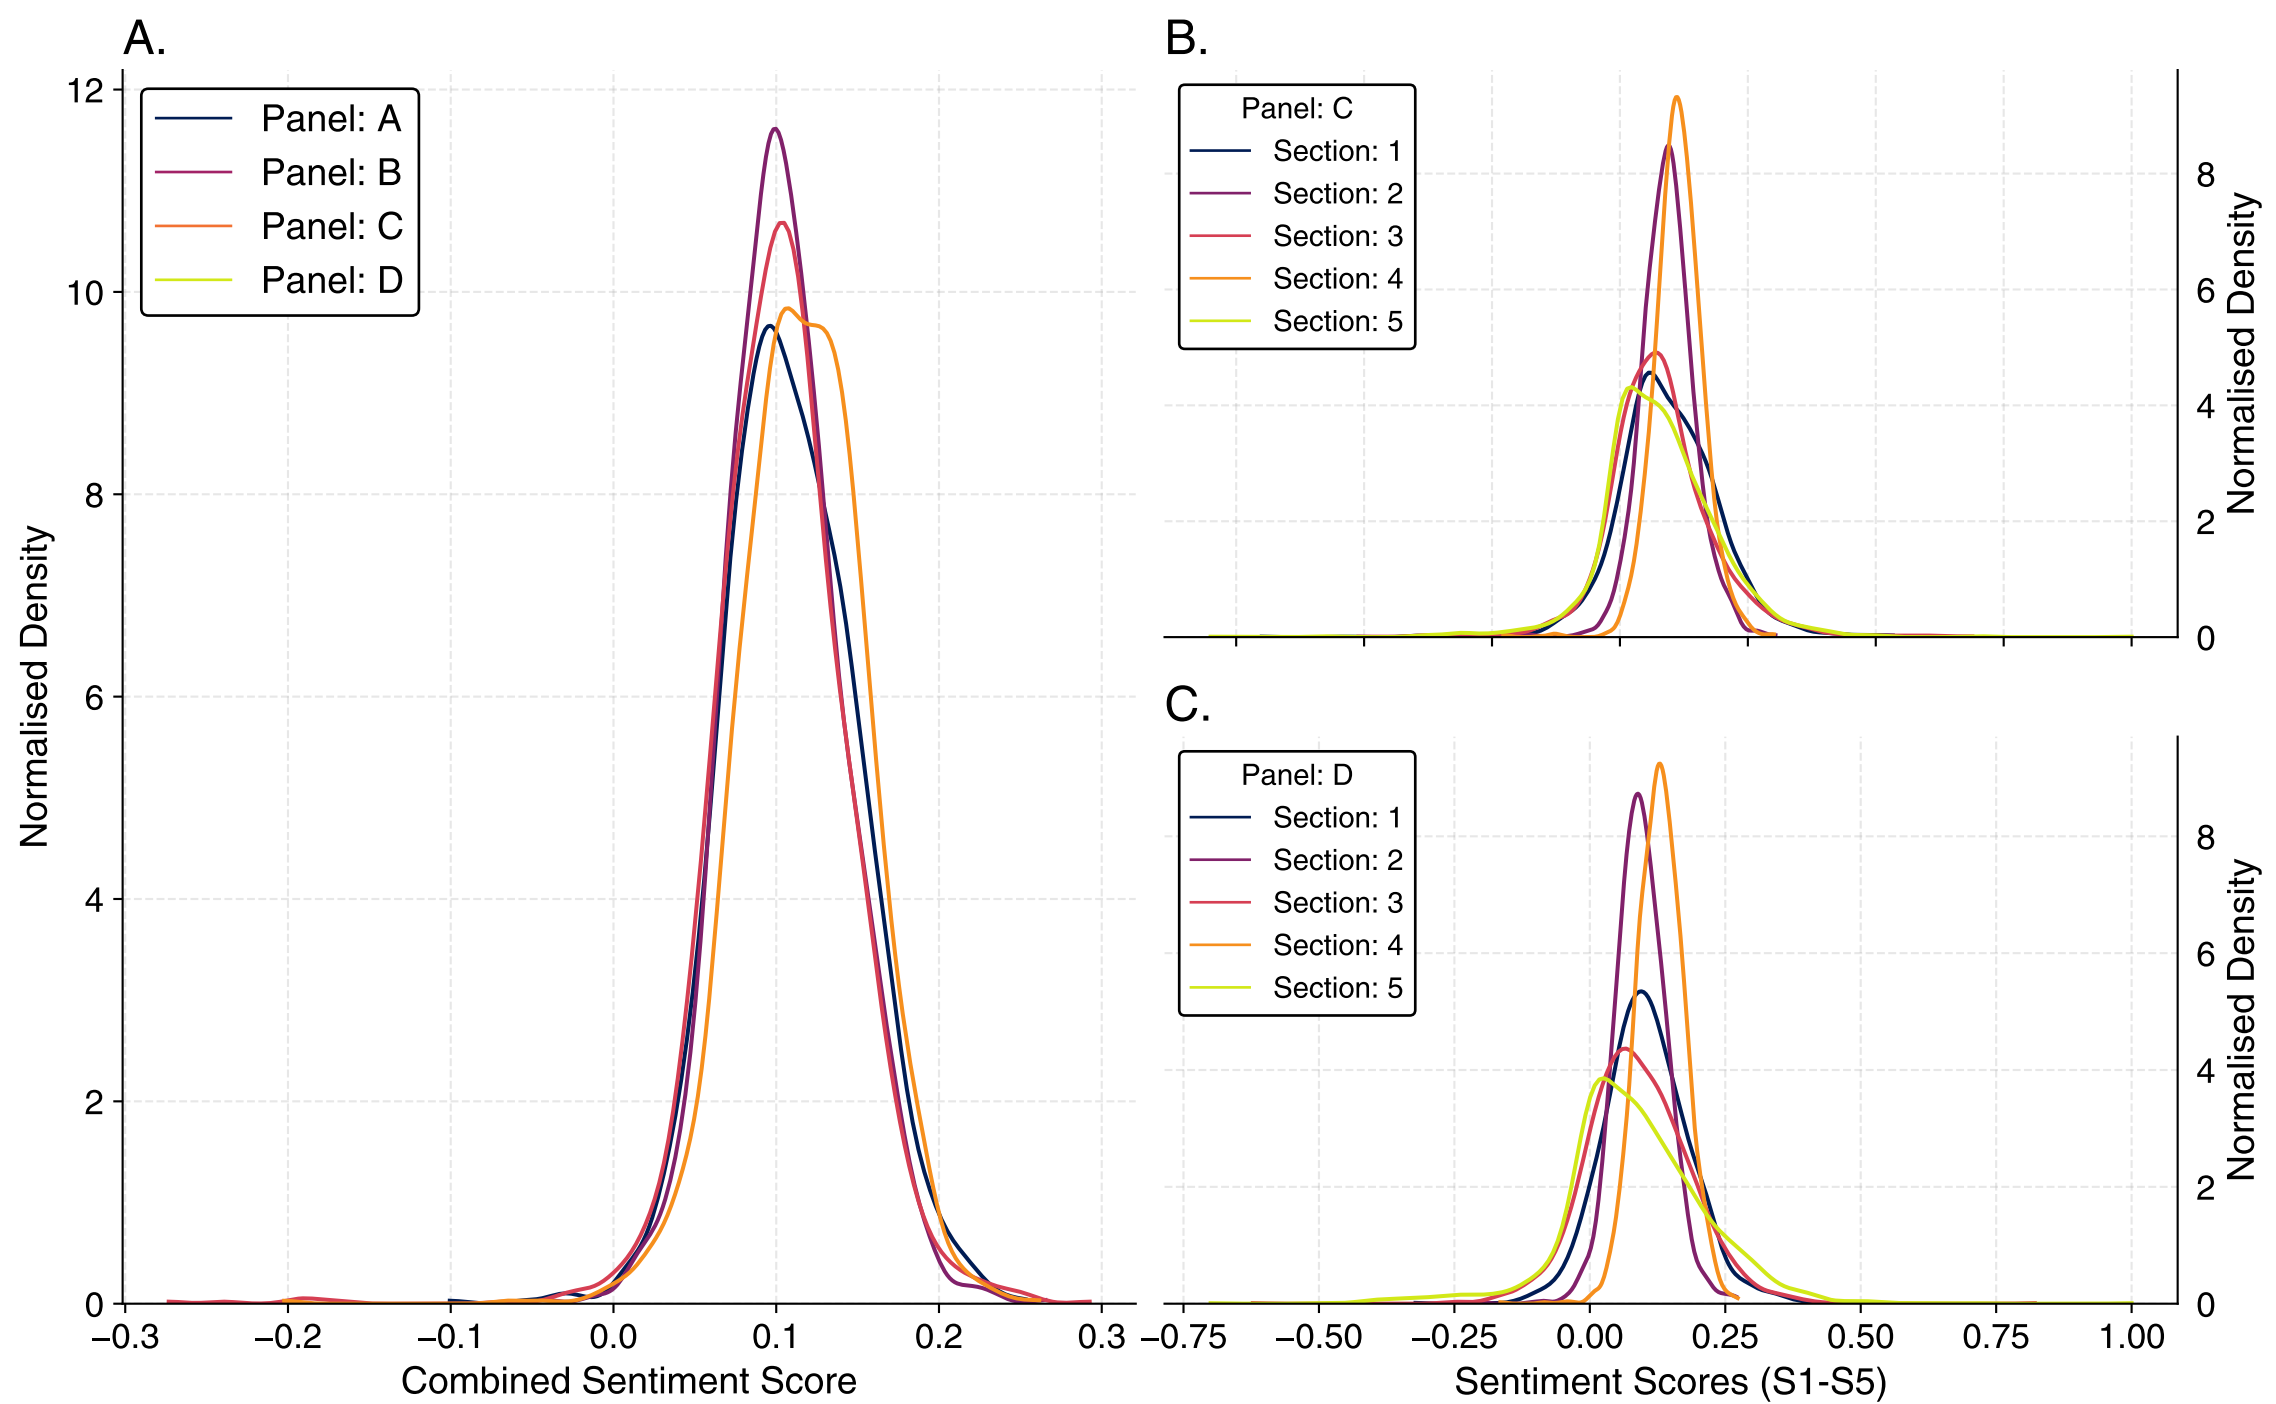 A.
Panel: A
Panel: B
Panel: C
Panel: D
12
10
8
6
4
2
0
Normalised Density
−0.3
−0.2
−0.1
0.0
0.1
0.2
0.3
Combined Sentiment Score
B.
Panel: C
Section: 1
Section: 2
Section: 3
Section: 4
Section: 5
8
6
4
2
0
Normalised Density
C.
Panel: D
Section: 1
Section: 2
Section: 3
Section: 4
Section: 5
8
6
4
2
0
Normalised Density
−0.75
−0.50
−0.25
0.00
0.25
0.50
0.75
1.00
Sentiment Scores (S1-S5)